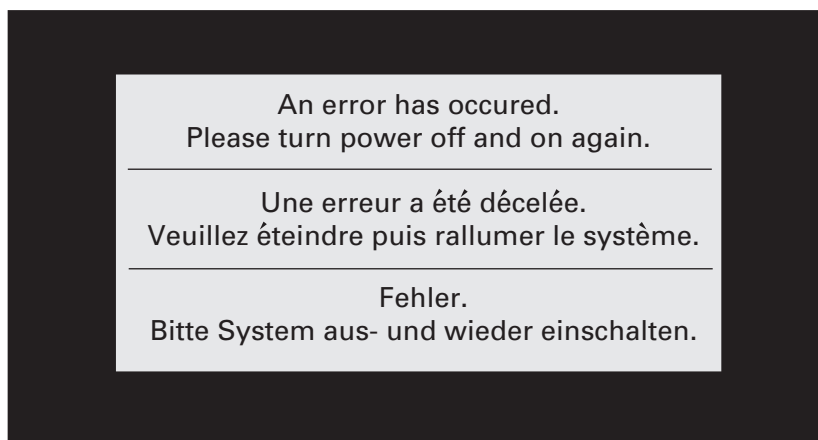 An error has occured.
Please turn power off and on again.
Une erreur a été décelée.
Veuillez éteindre puis rallumer le système.
Fehler.
Bitte System aus- und wieder einschalten.